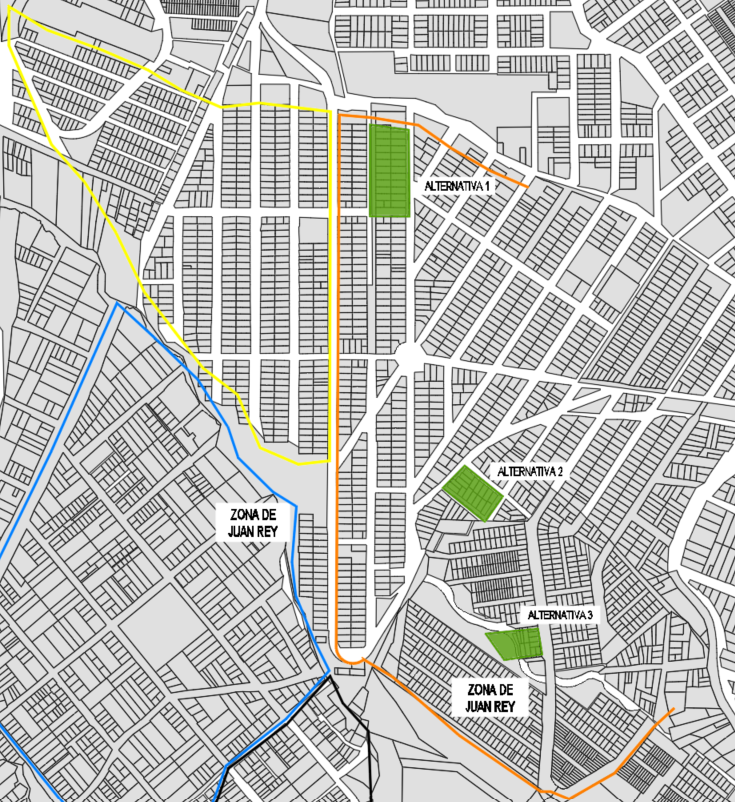 ALTERNATIVA 1
ALTERNATIVA 2
ZONA DE
JUAN REY
ALTERNATIVA 3
ZONA DE
JUAN REY